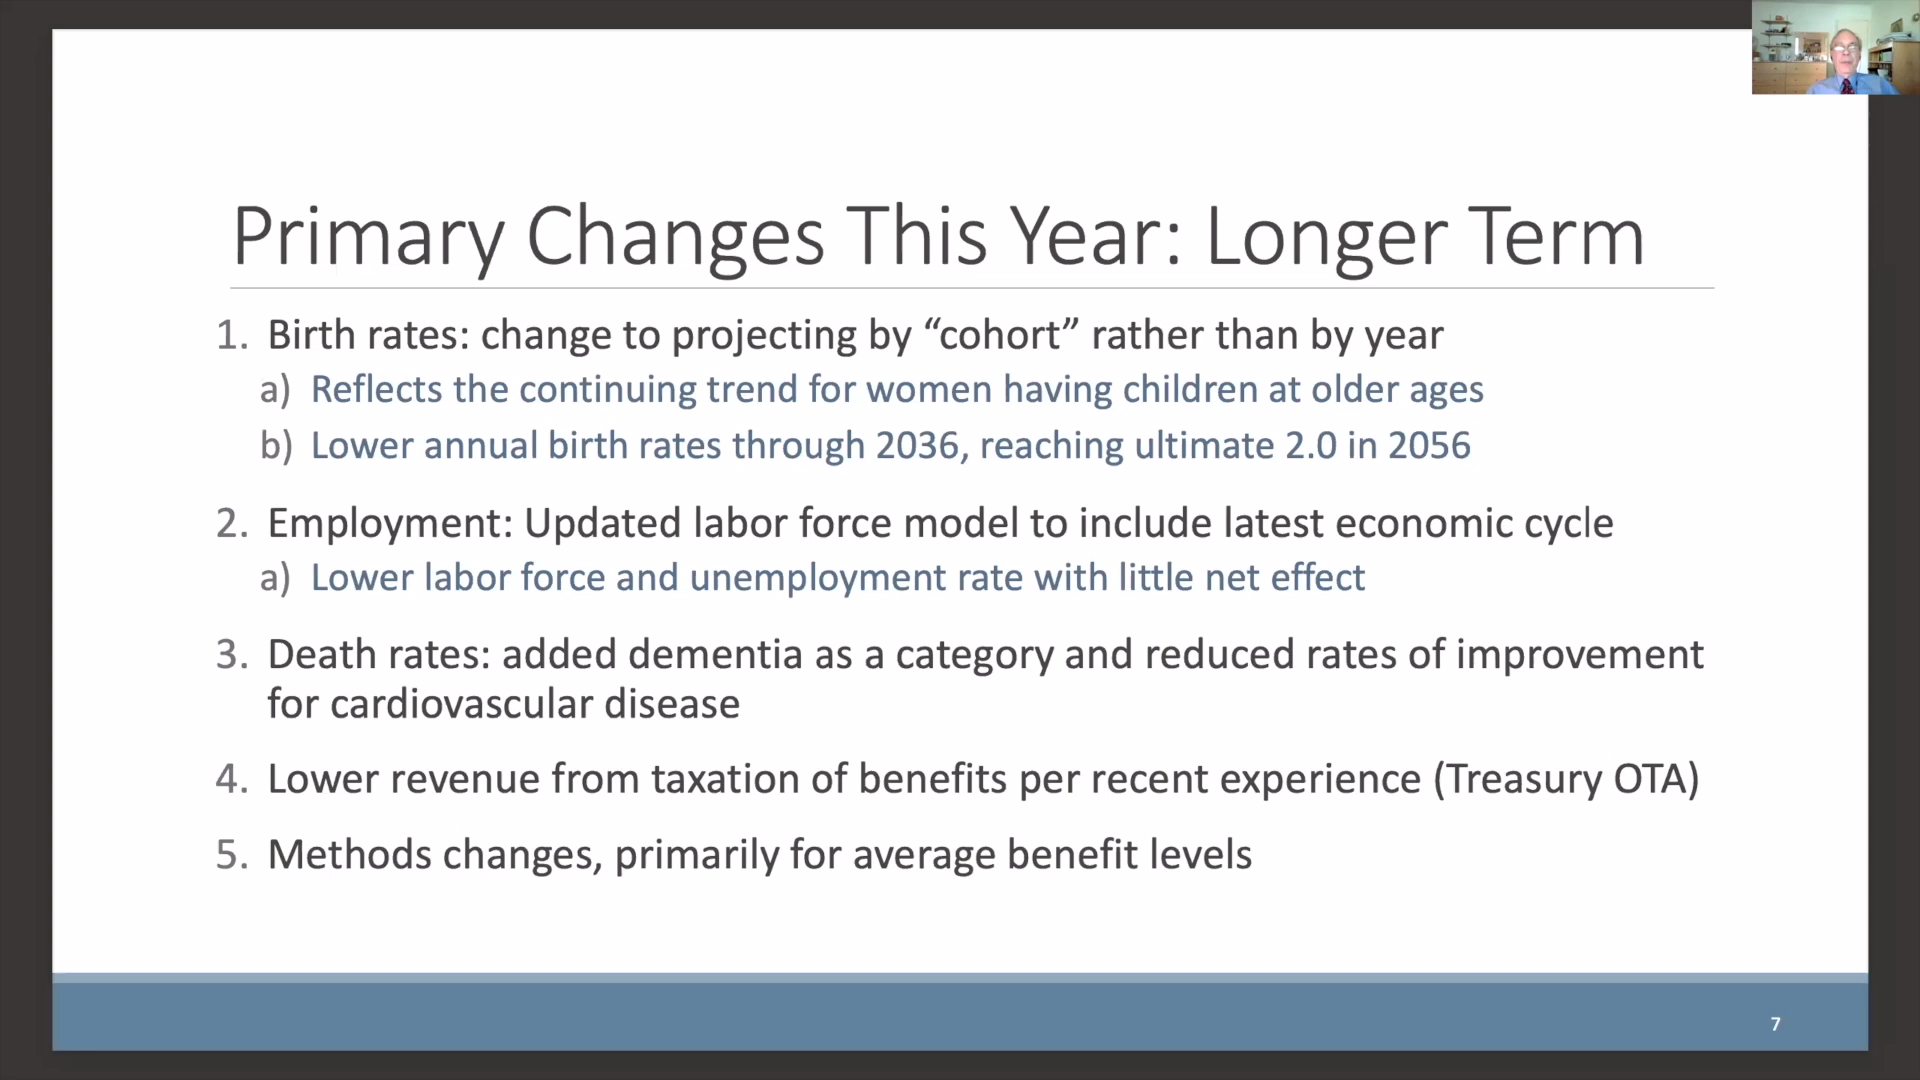 Primary Changes This Year: Longer Term
1. Birth rates: change to projecting by “cohort” rather than by year
a) Reflects the continuing trend for women having children at older ages
b) Lower annual birth rates through 2036, reaching ultimate 2.0 in 2056
2. Employment: Updated labor force model to include latest economic cycle
a) Lower labor force and unemployment rate with little net effect
3. Death rates: added dementia as a category and reduced rates of improvement
for cardiovascular disease
4. Lower revenue from taxation of benefits per recent experience (Treasury OTA)
5. Methods changes, primarily for average benefit levels
7